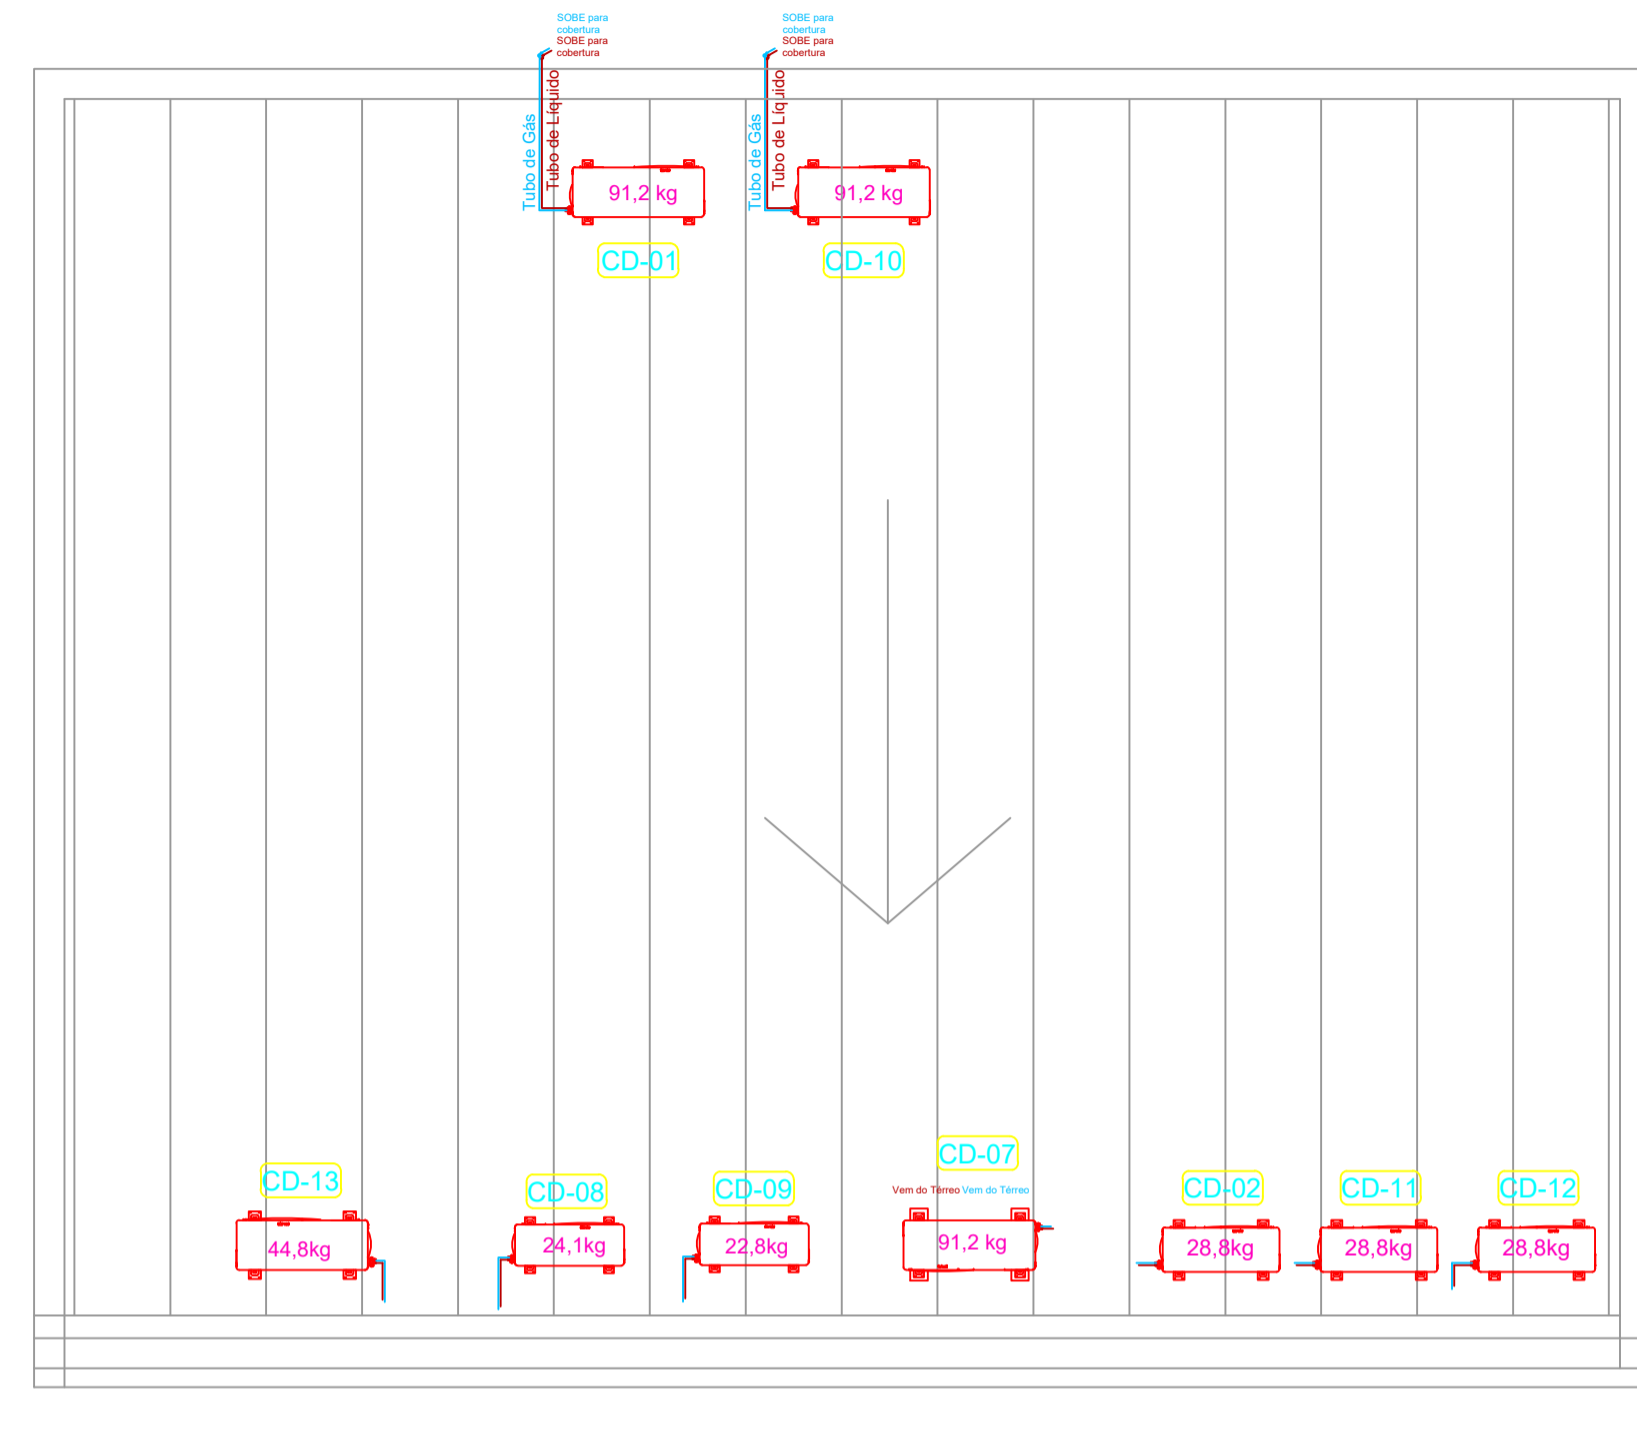 SOBE para
cobertura
SOBE para
cobertura
Tubo de Gás
Tubo de Líquido
91,2 kg
CD-01
SOBE para
cobertura
SOBE para
cobertura
Tubo de Gás
Tubo de Líquido
91,2 kg
CD-10
CD-13
44,8kg
CD-08
24,1kg
CD-09
22,8kg
CD-07
Vem do Térreo Vem do Térreo
91,2 kg
CD-02
28,8kg
CD-11
28,8kg
CD-12
28,8kg